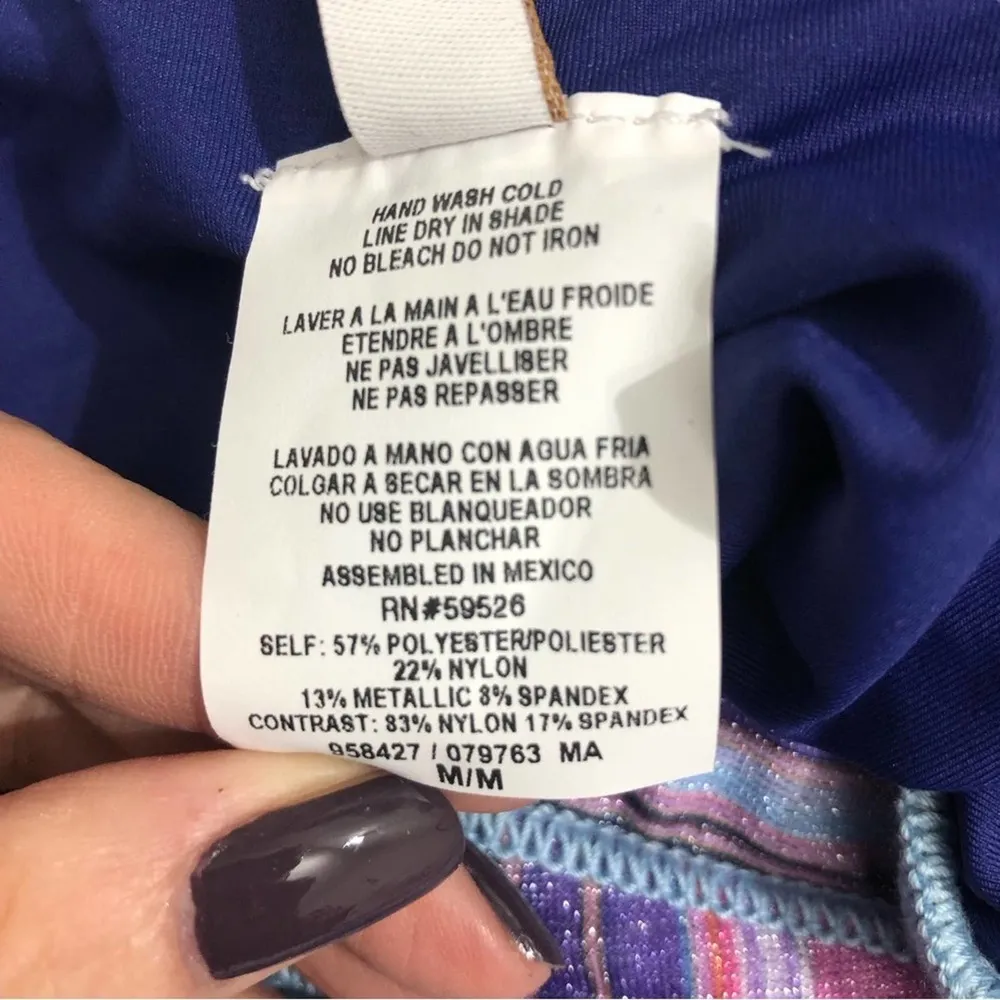 HAND WASH COLD
LINE DRY IN SHADE
NO BLEACH DO NOT IRON
LAVER A LA MAIN A L'EAU FROIDE
ETENDRE A L'OMBRE
NE PAS JAVELLISER
NE PAS REPASSER
LAVADO A MANO CON AGUA FRIA
COLGAR A SECAR EN LA SOMBRA
NO USE BLANQUEADOR
NO PLANCHAR
ASSEMBLED IN MEXICO
RN#59526
SELF: 57% POLYESTER/POLIESTER
22% NYLON
13% METALLIC 8% SPANDEX
CONTRAST: 83% NYLON 17% SPANDEX
958427 / 079763 MA
M/M